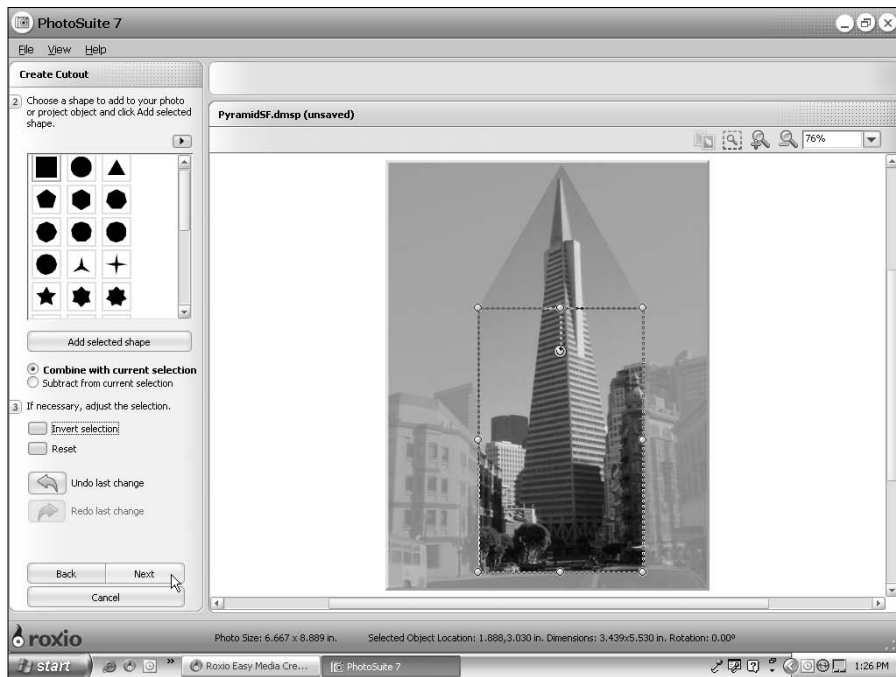 PhotoSuite 7
File View Help
Create Cutout
2 Choose a shape to add to your photo
or project object and click Add selected
shape.
Add selected shape
Combine with current selection
Subtract from current selection
3 If necessary, adjust the selection.
Invert selection
Reset
Undo last change
Redo last change
Back Next
Cancel
PyramidSF.dmsp (unsaved)
76%
roxio
Photo Size: 6.667 x 8.889 in. Selected Object Location: 1.888,3.030 in. Dimensions: 3.439x5.530 in. Rotation: 0.00º
start
Roxio Easy Media Cre...
PhotoSuite 7
1:26 PM